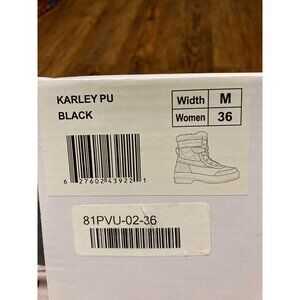 KARLEY PU
BLACK
Width M
Women 36
6 27602 43922 1
81PVU-02-36